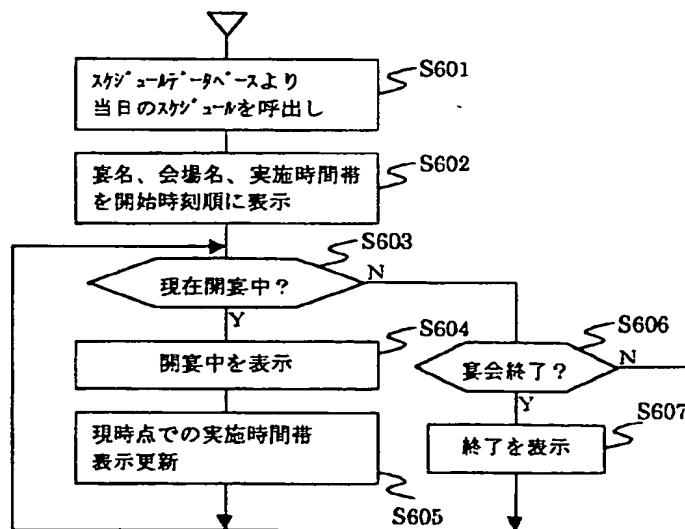 スケジュールデータベースより
当日のスケジュールを呼出し
S601
宴名、会場名、実施時間帯
を開始時刻順に表示
S602
現在開宴中？
S603
N
Y
開宴中を表示
S604
宴会終了？
S606
N
Y
現時点での実施時間帯
表示更新
S605
終了を表示
S607